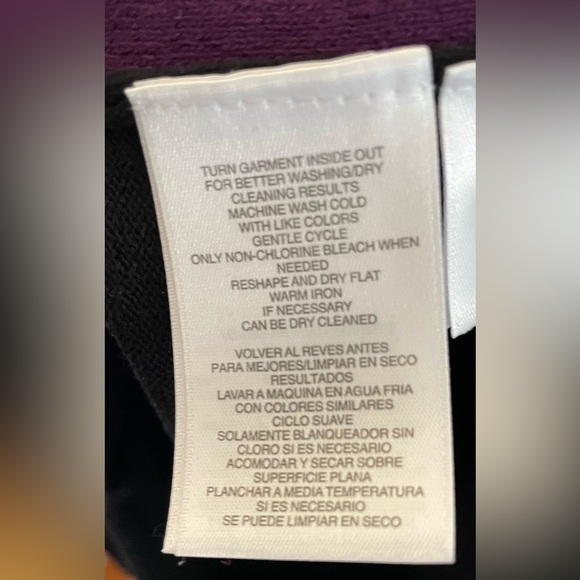 TURN GARMENT INSIDE OUT
FOR BETTER WASHING/DRY
CLEANING RESULTS
MACHINE WASH COLD
WITH LIKE COLORS
GENTLE CYCLE
ONLY NON-CHLORINE BLEACH WHEN
NEEDED
RESHAPE AND DRY FLAT
WARM IRON
IF NECESSARY
CAN BE DRY CLEANED
VOLVER AL REVES ANTES
PARA MEJORES/LIMPIAR EN SECO
RESULTADOS
LAVAR A MAQUINA EN AGUA FRIA
CON COLORES SIMILARES
CICLO SUAVE
SOLAMENTE BLANQUEADOR SIN
CLORO SI ES NECESARIO
ACOMODAR Y SECAR SOBRE
SUPERFICIE PLANA
PLANCHAR A MEDIA TEMPERATURA
SI ES NECESARIO
SE PUEDE LIMPIAR EN SECO